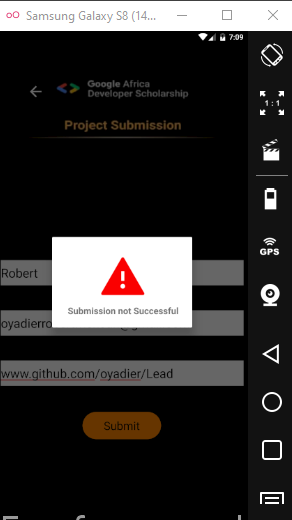 Samsung Galaxy S8 (14...
7:09
Google Africa
Developer Scholarship
Project Submission
Robert
Submission not Successful
www.github.com/oyadier/Lead
Submit
1:1
GPS